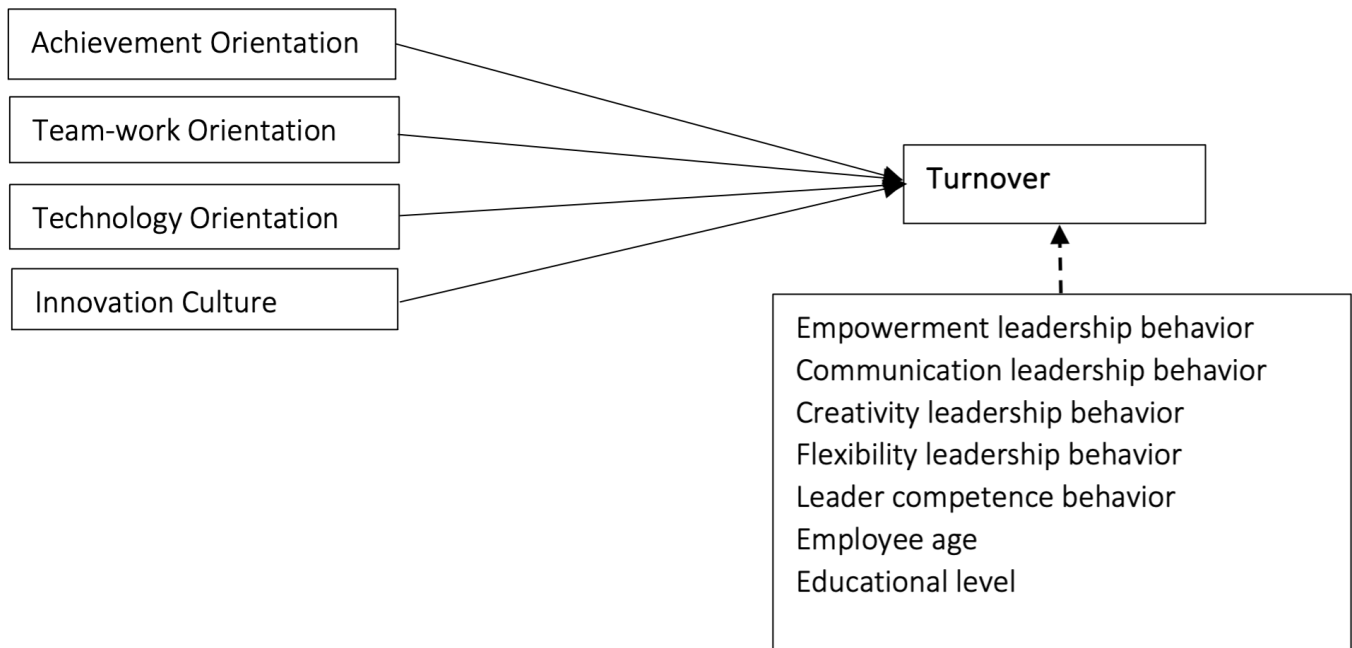 Achievement Orientation
Team-work Orientation
Technology Orientation
Innovation Culture
Turnover
Empowerment leadership behavior
Communication leadership behavior
Creativity leadership behavior
Flexibility leadership behavior
Leader competence behavior
Employee age
Educational level